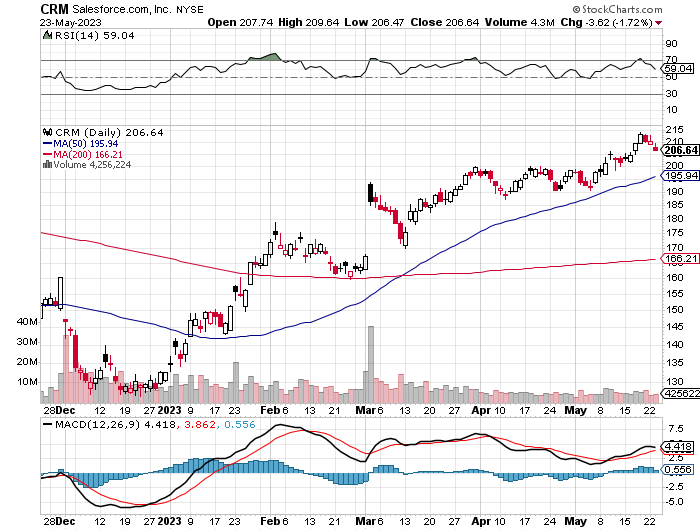 CRM Salesforce.com, Inc. NYSE
© StockCharts.com
23-May-2023
Open 207.74 High 209.64 Low 206.47 Close 206.64 Volume 4.3M Chg -3.62 (-1.72%)
RSI(14) 59.04
90
70
59.04
50
30
10
CRM (Daily) 206.64
MA(50) 195.94
MA(200) 166.21
Volume 4,256,224
215
210
206.64
200
195.94
190
185
180
175
170
166.21
160
155
150
145
140
135
130
40M
30M
20M
10M
425622
28 Dec 12 19 27 2023 9 17 23 Feb 6 13 21 Mar 6 13 20 27 Apr 10 17 24 May 8 15 22
MACD(12,26,9) 4.418, 3.862, 0.556
7.5
4.418
2.5
0.556
-2.5
-5.0
28 Dec 12 19 27 2023 9 17 23 Feb 6 13 21 Mar 6 13 20 27 Apr 10 17 24 May 8 15 22